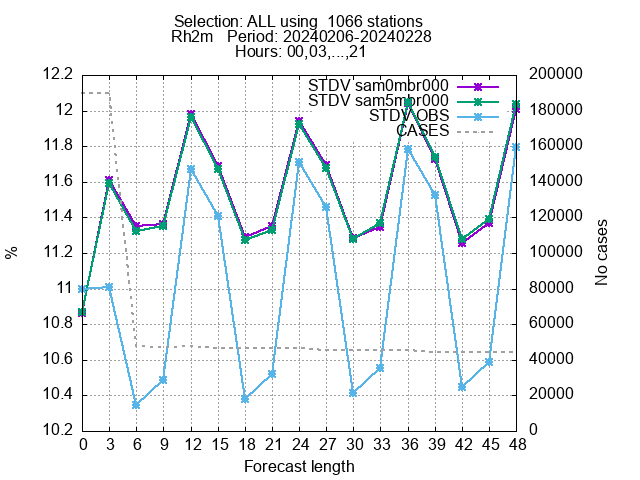 Selection: ALL using  1066 stations
Rh2m   Period: 20240206-20240228
Hours: 00,03,...,21
STDV sam0mbr000
STDV sam5mbr000
STDV OBS
CASES
12.2
12
11.8
11.6
11.4
11.2
11
10.8
10.6
10.4
10.2
%
200000
180000
160000
140000
120000
100000
80000
60000
40000
20000
0
No cases
0 3 6 9 12 15 18 21 24 27 30 33 36 39 42 45 48
Forecast length